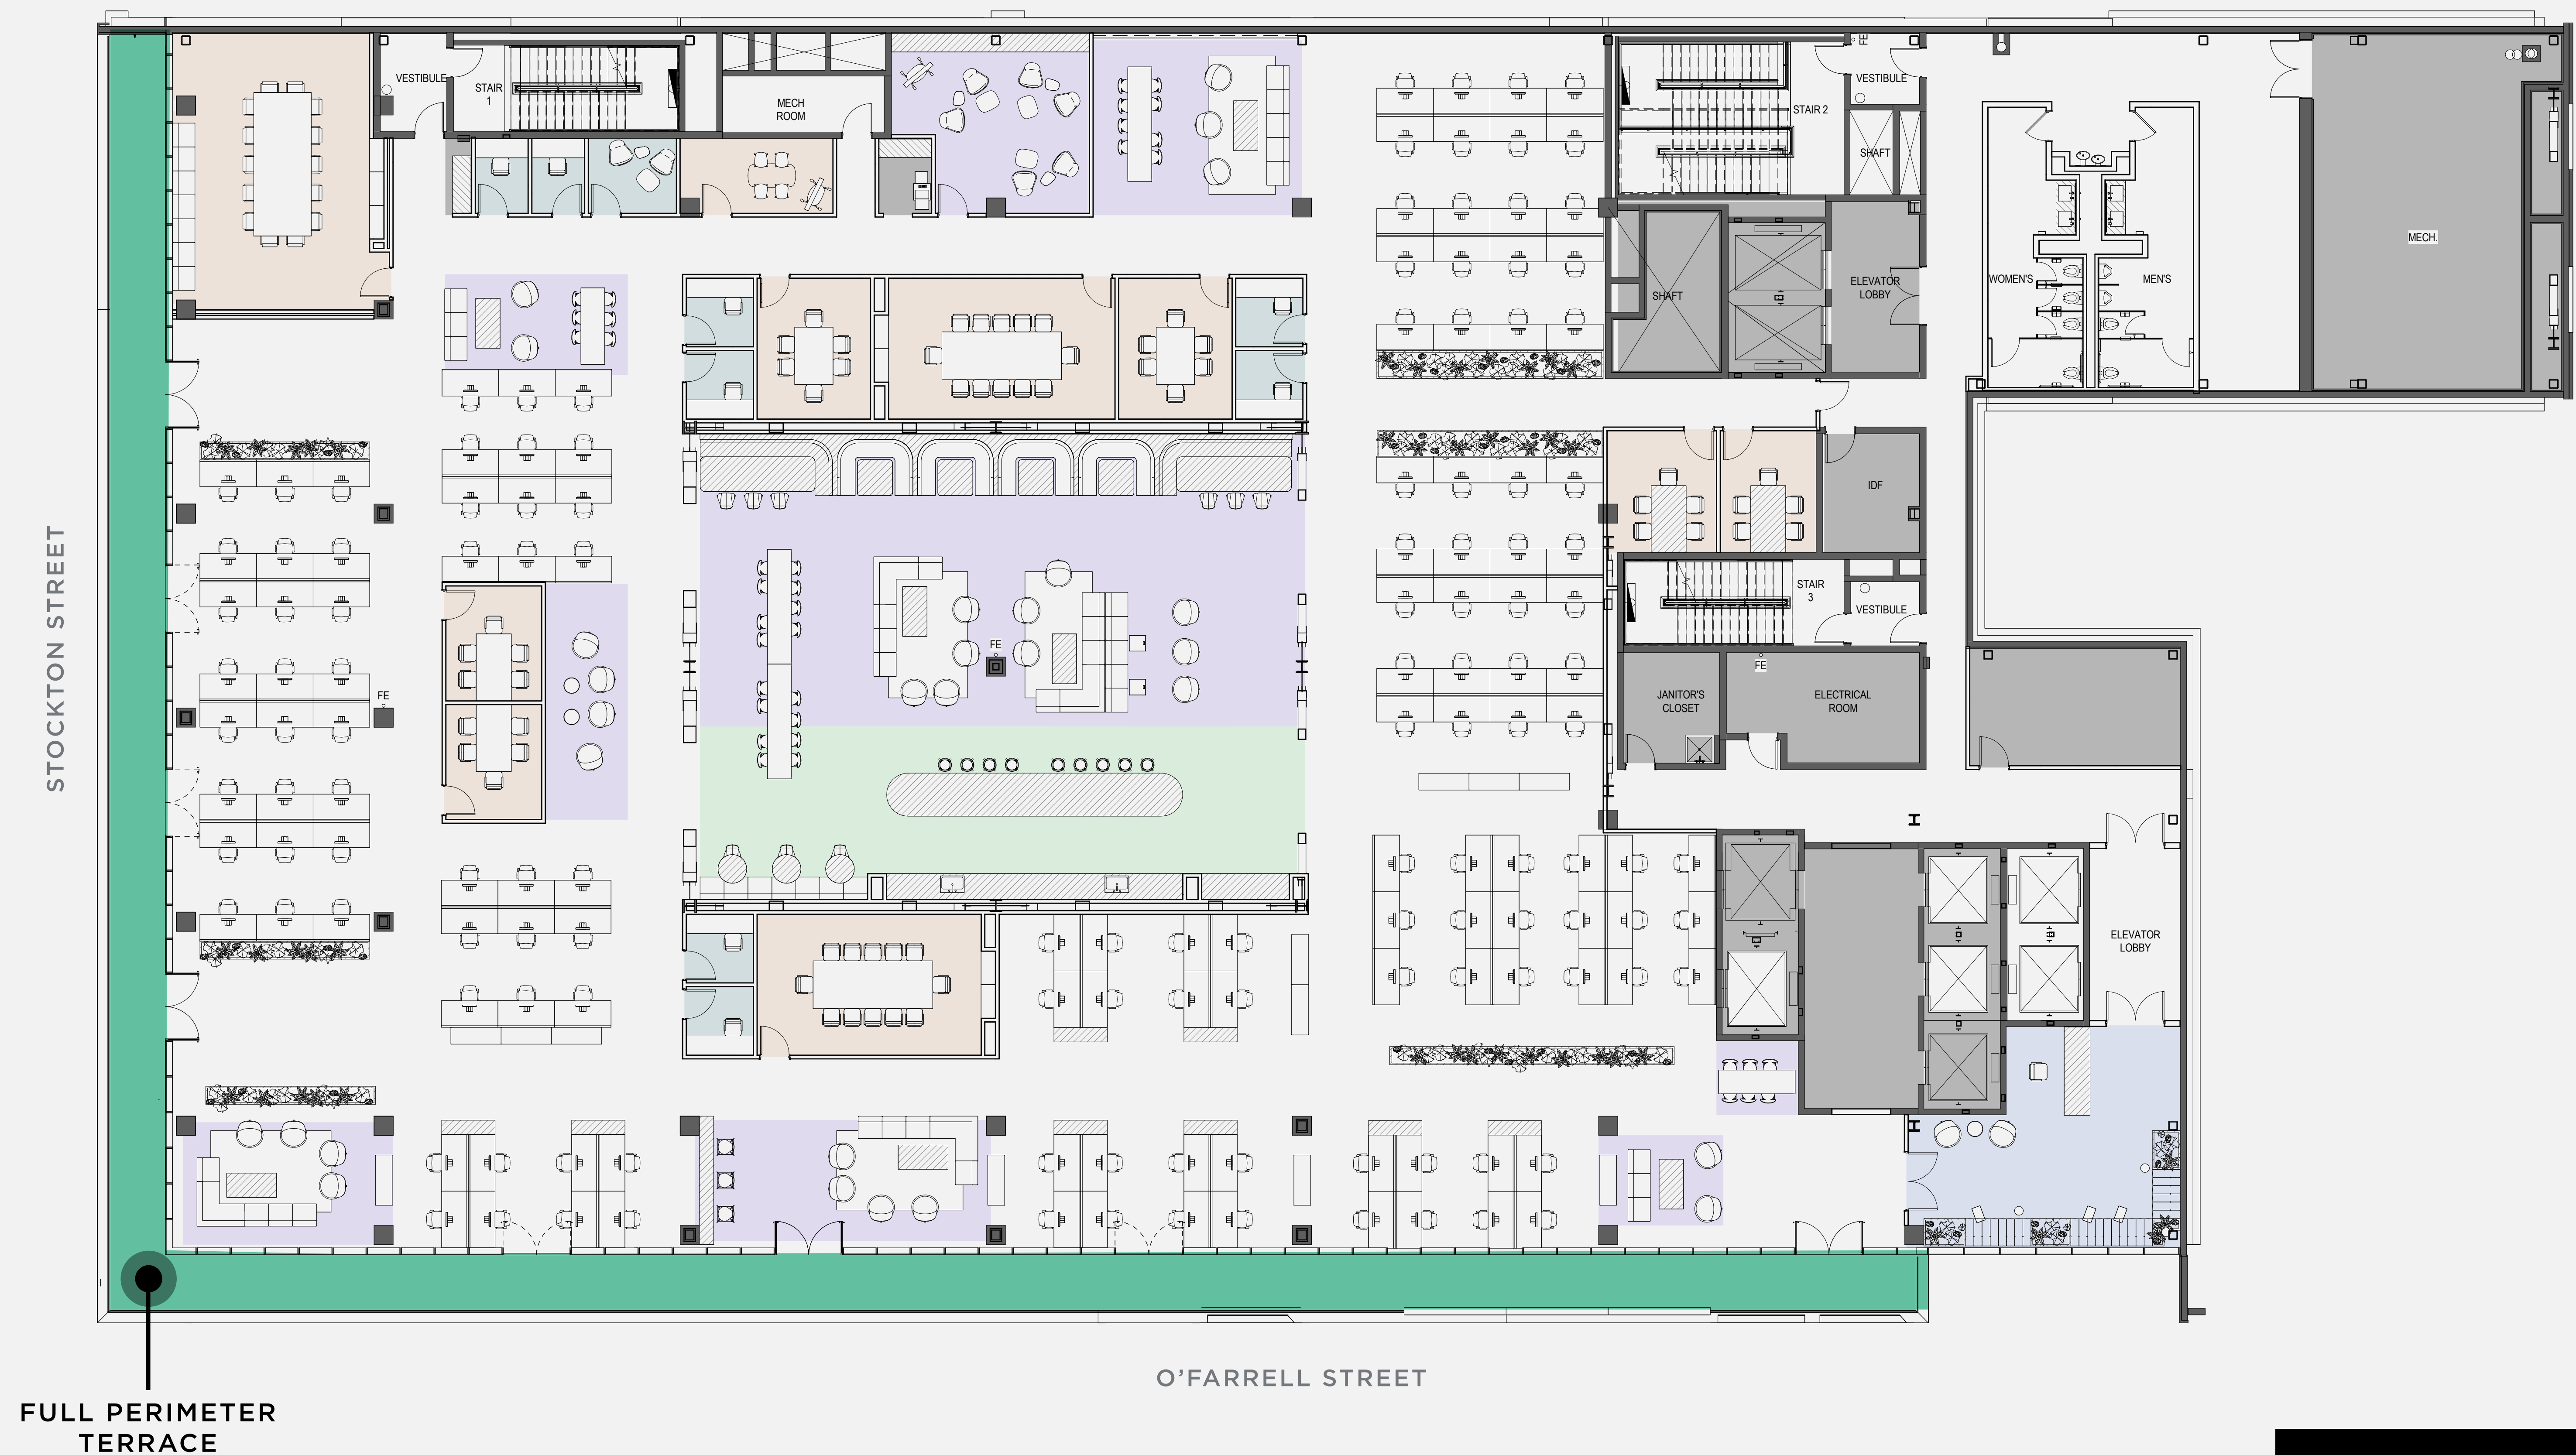 FE
VESTIBULE
STAIR
1
MECH
ROOM
VESTIBULE
STAIR 2
SHAFT
MECH.
WOMEN'S
MEN'S
ELEVATOR
LOBBY
SHAFT
IDF
STAIR
3
VESTIBULE
FE
FE
FE
JANITOR'S
CLOSET
ELECTRICAL
ROOM
ELEVATOR
LOBBY
STOCKTON STREET
O'FARRELL STREET
FULL PERIMETER
TERRACE